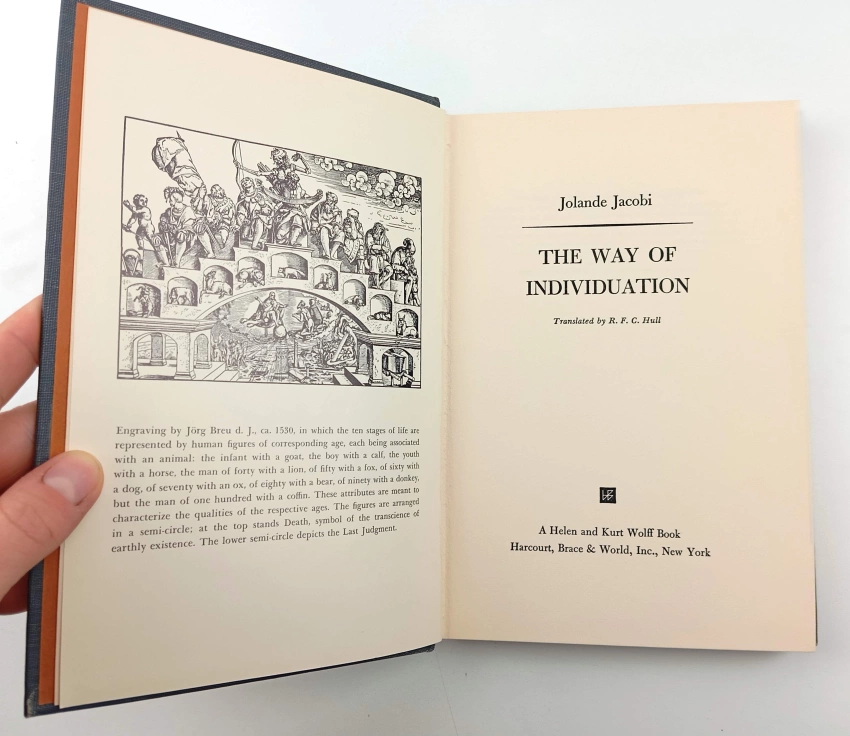 Engraving by Jörg Breu d. J., ca. 1530, in which the ten stages of life are
represented by human figures of corresponding age, each being associated
with an animal: the infant with a goat, the boy with a calf, the youth
with a horse, the man of forty with a lion, of fifty with a fox, of sixty with
a dog, of seventy with an ox, of eighty with a bear, of ninety with a donkey,
but the man of one hundred with a coffin. These attributes are meant to
characterize the qualities of the respective ages. The figures are arranged
in a semi-circle; at the top stands Death, symbol of the transcience of
earthly existence. The lower semi-circle depicts the Last Judgment.
Jolande Jacobi
THE WAY OF
INDIVIDUATION
Translated by R. F. C. Hull
A Helen and Kurt Wolff Book
Harcourt, Brace & World, Inc., New York